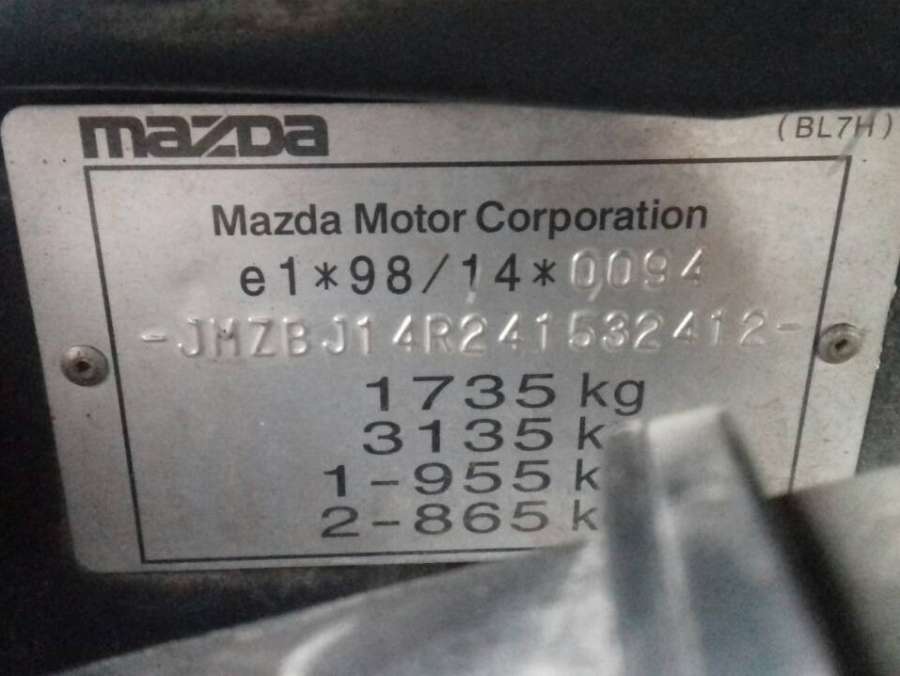 mazda
(BL7H)
Mazda Motor Corporation
e1*98/14*0094
-JMZBJ14R241532412-
1735 kg
3135 k
1-955 k
2-865 k